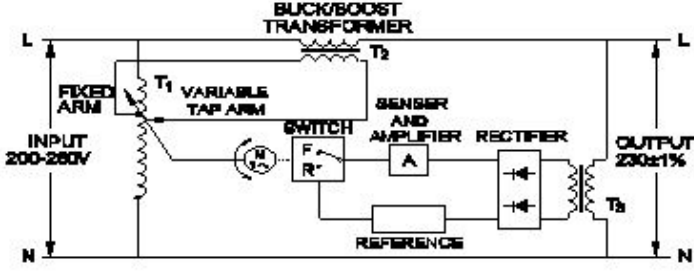 BUCK/BOOST
TRANSFORMER
L
L
T2
T1
FIXED
ARM
VARIABLE
TAP ARM
SENSER
AND
AMPLIFIER
SWITCH
RECTIFIER
INPUT
200-260V
OUTPUT
230±1%
M
F
R
A
T3
REFERENCE
N
N